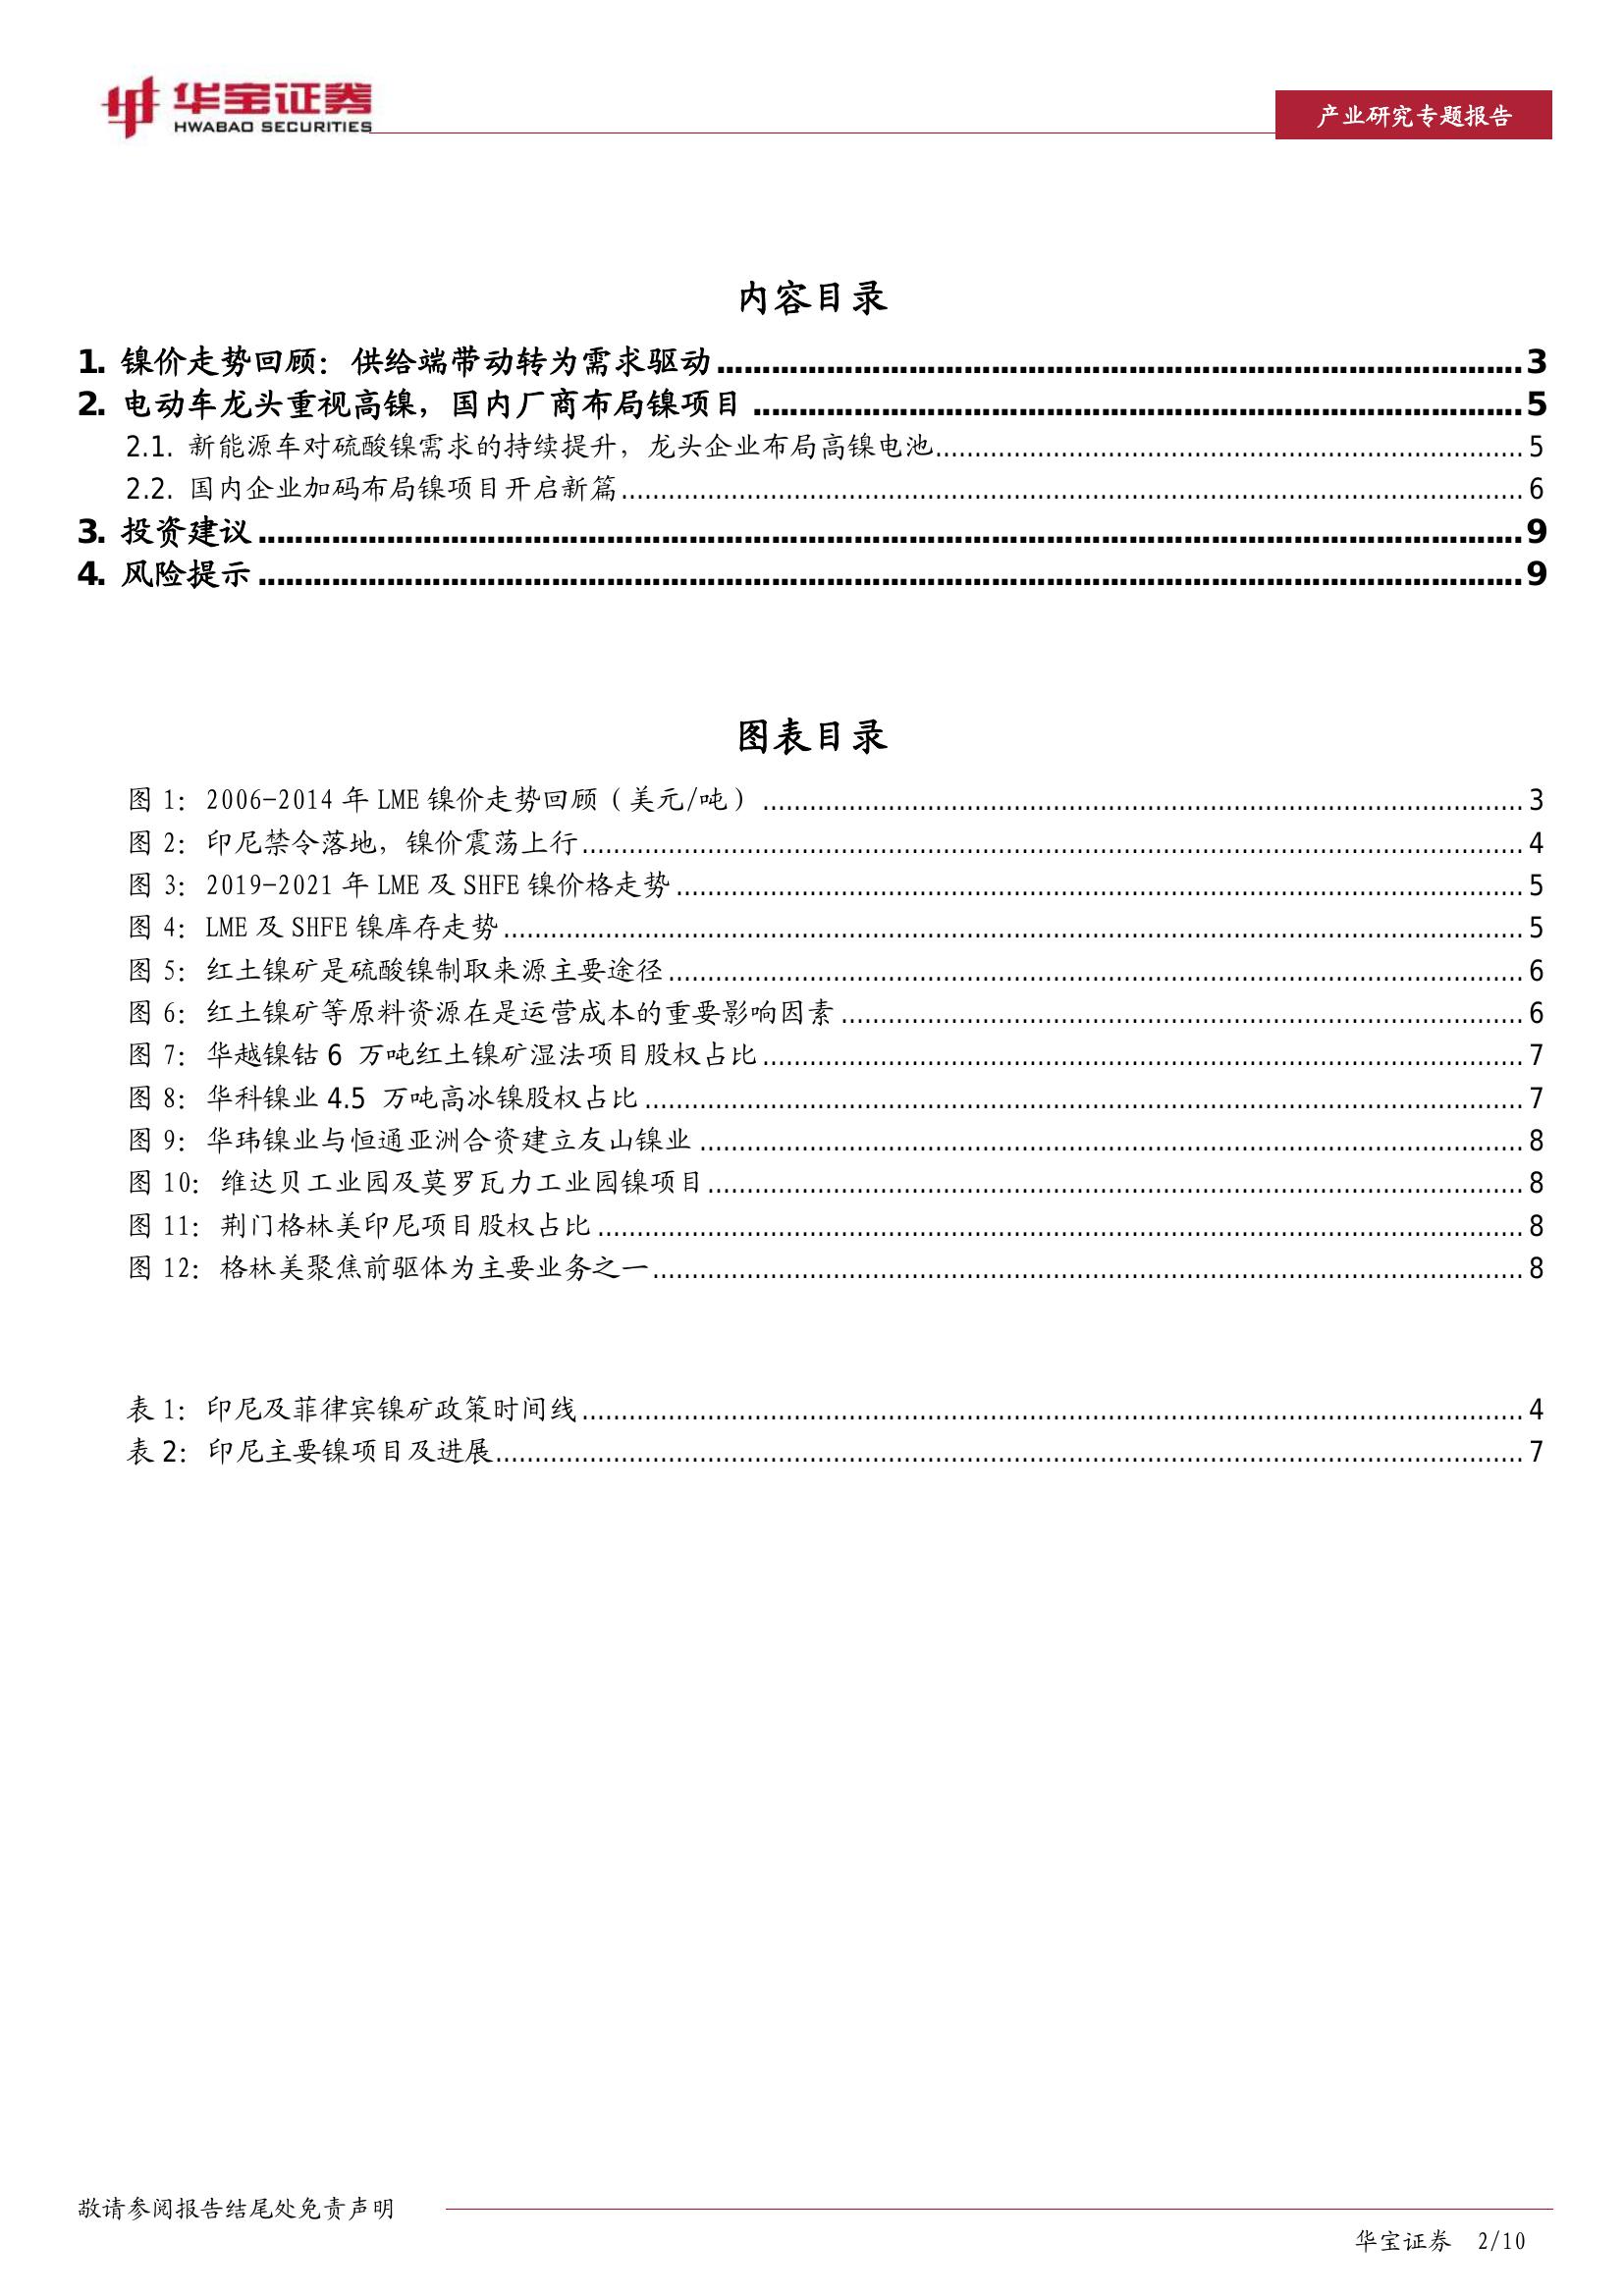 华宝证券
HWABAO SECURITIES
产业研究专题报告
内容目录
1. 镍价走势回顾：供给端带动转为需求驱动 3
2. 电动车龙头重视高镍，国内厂商布局镍项目 5
2.1. 新能源车对硫酸镍需求的持续提升，龙头企业布局高镍电池 5
2.2. 国内企业加码布局镍项目开启新篇 6
3. 投资建议 9
4. 风险提示 9
图表目录
图 1：2006-2014 年 LME 镍价走势回顾（美元/吨） 3
图 2：印尼禁令落地，镍价震荡上行 4
图 3：2019-2021 年 LME 及 SHFE 镍价格走势 5
图 4：LME 及 SHFE 镍库存走势 5
图 5：红土镍矿是硫酸镍制取来源主要途径 6
图 6：红土镍矿等原料资源在是运营成本的重要影响因素 6
图 7：华越镍钴 6 万吨红土镍矿湿法项目股权占比 7
图 8：华科镍业 4.5 万吨高冰镍股权占比 7
图 9：华玮镍业与恒通亚洲合资建立友山镍业 8
图 10：维达贝工业园及莫罗瓦力工业园镍项目 8
图 11：荆门格林美印尼项目股权占比 8
图 12：格林美聚焦前驱体为主要业务之一 8
表 1：印尼及菲律宾镍矿政策时间线 4
表 2：印尼主要镍项目及进展 7
敬请参阅报告结尾处免责声明
华宝证券 2/10